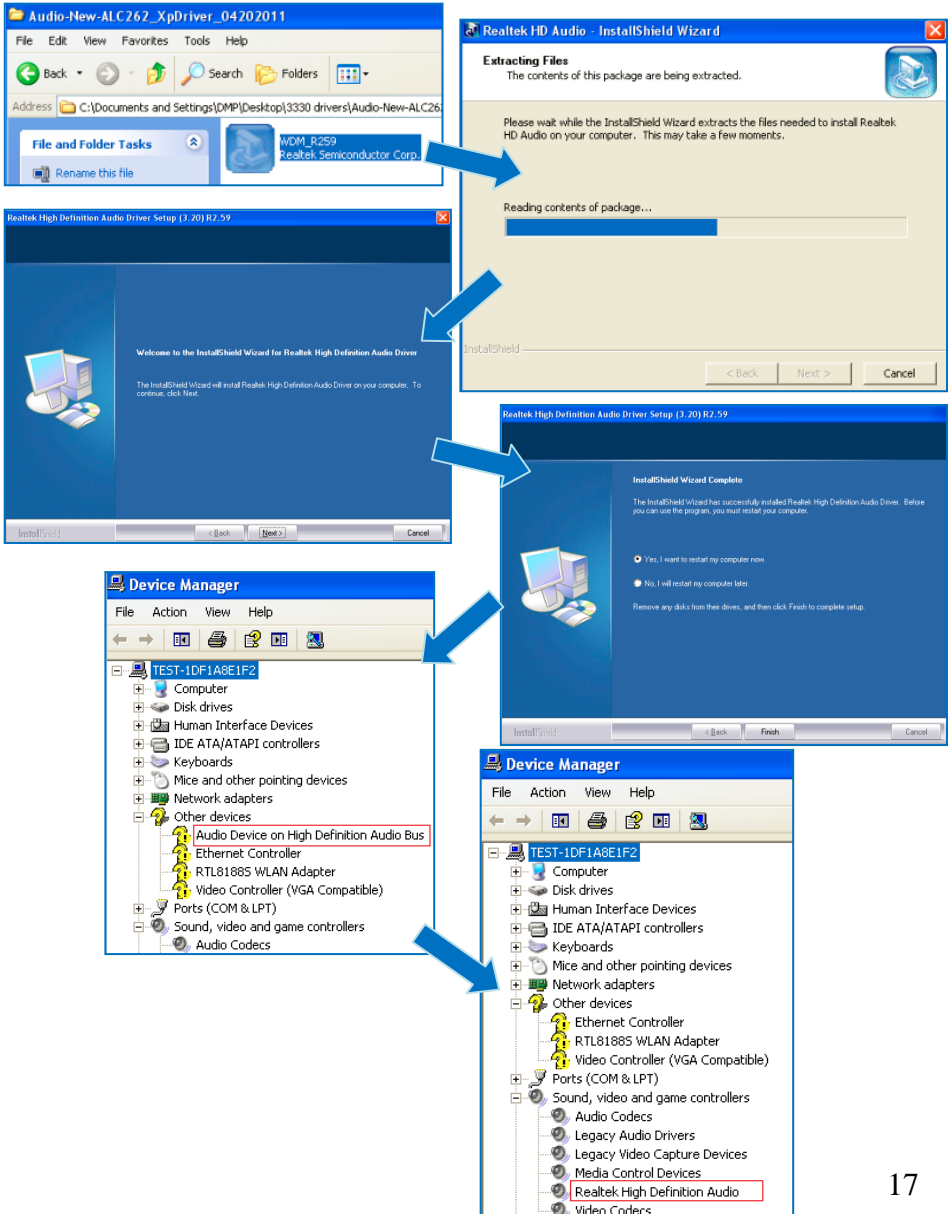 Audio-New-ALC262_XpDriver_04202011
File Edit View Favorites Tools Help
Back Search Folders
Address C:\Documents and Settings\DMP\Desktop\3330 drivers\Audio-New-ALC26
File and Folder Tasks
Rename this file
WDM_R259
Realtek Semiconductor Corp.
Realtek HD Audio - InstallShield Wizard
Extracting Files
The contents of this package are being extracted.
Please wait while the InstallShield Wizard extracts the files needed to install Realtek
HD Audio on your computer. This may take a few moments.
Reading contents of package...
InstallShield
< Back Next > Cancel
Realtek High Definition Audio Driver Setup (3.20) R2.59
Welcome to the InstallShield Wizard for Realtek High Definition Audio Driver
The InstallShield Wizard will install Realtek High Definition Audio Driver on your computer. To
continue, click Next.
InstallShield
< Back Next > Cancel
Realtek High Definition Audio Driver Setup (3.20) R2.59
InstallShield Wizard Complete
The InstallShield Wizard has successfully installed Realtek High Definition Audio Driver. Before
you can use the program, you must restart your computer.
Yes, I want to restart my computer now.
No, I will restart my computer later.
Remove any disks from their drives, and then click Finish to complete setup.
InstallShield
< Back Finish Cancel
Device Manager
File Action View Help
TEST-1DF1A8E1F2
Computer
Disk drives
Human Interface Devices
IDE ATA/ATAPI controllers
Keyboards
Mice and other pointing devices
Network adapters
Other devices
Audio Device on High Definition Audio Bus
Ethernet Controller
RTL8188S WLAN Adapter
Video Controller (VGA Compatible)
Ports (COM & LPT)
Sound, video and game controllers
Audio Codecs
Device Manager
File Action View Help
TEST-1DF1A8E1F2
Computer
Disk drives
Human Interface Devices
IDE ATA/ATAPI controllers
Keyboards
Mice and other pointing devices
Network adapters
Other devices
Ethernet Controller
RTL8188S WLAN Adapter
Video Controller (VGA Compatible)
Ports (COM & LPT)
Sound, video and game controllers
Audio Codecs
Legacy Audio Drivers
Legacy Video Capture Devices
Media Control Devices
Realtek High Definition Audio
Video Codecs
17